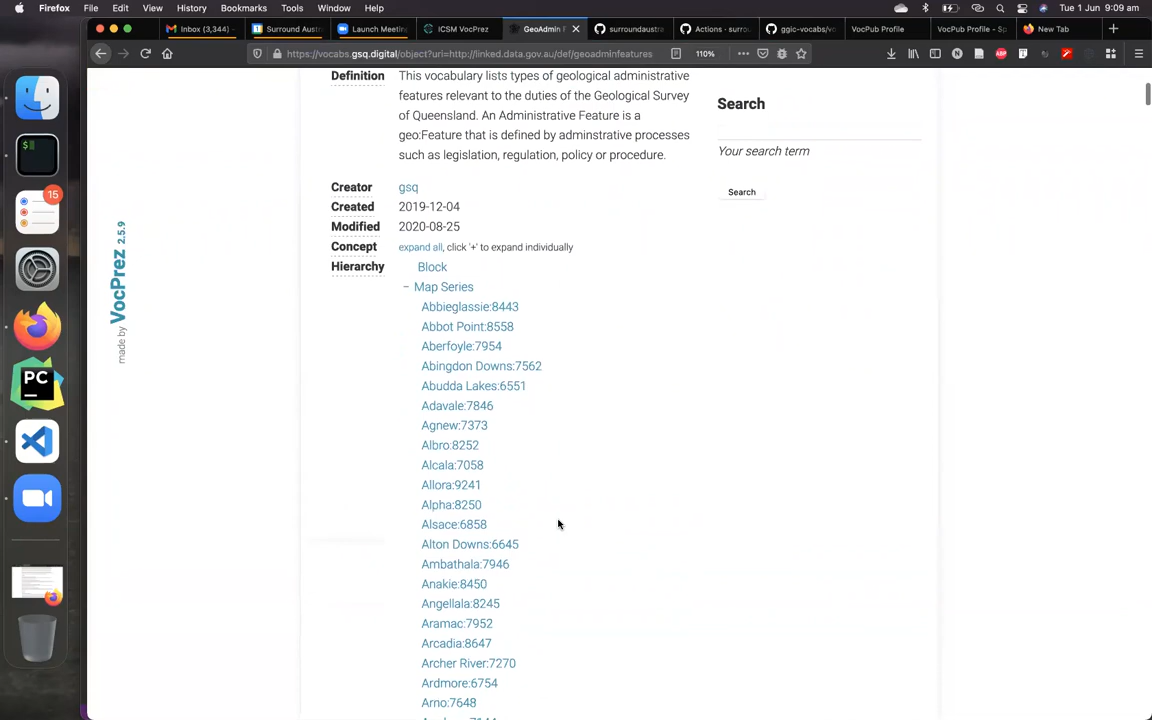 Firefox File Edit View History Bookmarks Tools Window Help Tue 1 Jun 9:09 am
Inbox (3,344) Surround Aust Launch Meeting ICSM VocPrez GeoAdmin F surroundaustr Actions · surro ggic-vocabs/vo VocPub Profile VocPub Profile - Sp New Tab
https://vocabs.gsq.digital/object?uri=http://linked.data.gov.au/def/geoadminfeatures 110%
Definition This vocabulary lists types of geological administrative
features relevant to the duties of the Geological Survey
of Queensland. An Administrative Feature is a
geo:Feature that is defined by adminstrative processes
such as legislation, regulation, policy or procedure.
Search
Your search term
Search
Creator gsq
Created 2019-12-04
Modified 2020-08-25
Concept expand all, click '+' to expand individually
Hierarchy Block
− Map Series
Abbieglassie:8443
Abbot Point:8558
Aberfoyle:7954
Abingdon Downs:7562
Abudda Lakes:6551
Adavale:7846
Agnew:7373
Albro:8252
Alcala:7058
Allora:9241
Alpha:8250
Alsace:6858
Alton Downs:6645
Ambathala:7946
Anakie:8450
Angellala:8245
Aramac:7952
Arcadia:8647
Archer River:7270
Ardmore:6754
Arno:7648
made by VocPrez 2.5.9
15
$
PC